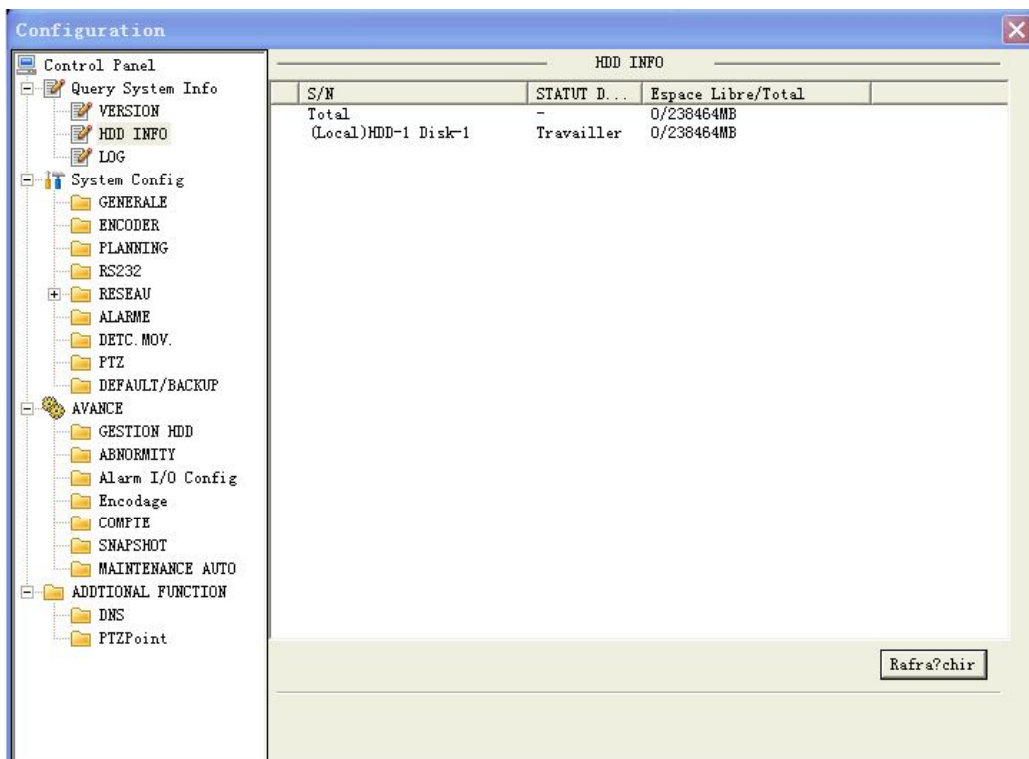 Configuration
Control Panel
Query System Info
VERSION
HDD INFO
LOG
System Config
GENERALE
ENCODER
PLANNING
RS232
RESEAU
ALARME
DETC. MOV.
PTZ
DEFAULT/BACKUP
AVANCE
GESTION HDD
ABNORMITY
Alarm I/O Config
Encodage
COMPTE
SNAPSHOT
MAINTENANCE AUTO
ADDTIONAL FUNCTION
DNS
PTZPoint
HDD INFO
S/N STATUT D... Espace Libre/Total
Total - 0/238464MB
(Local)HDD-1 Disk-1 Travailler 0/238464MB
Rafra?chir